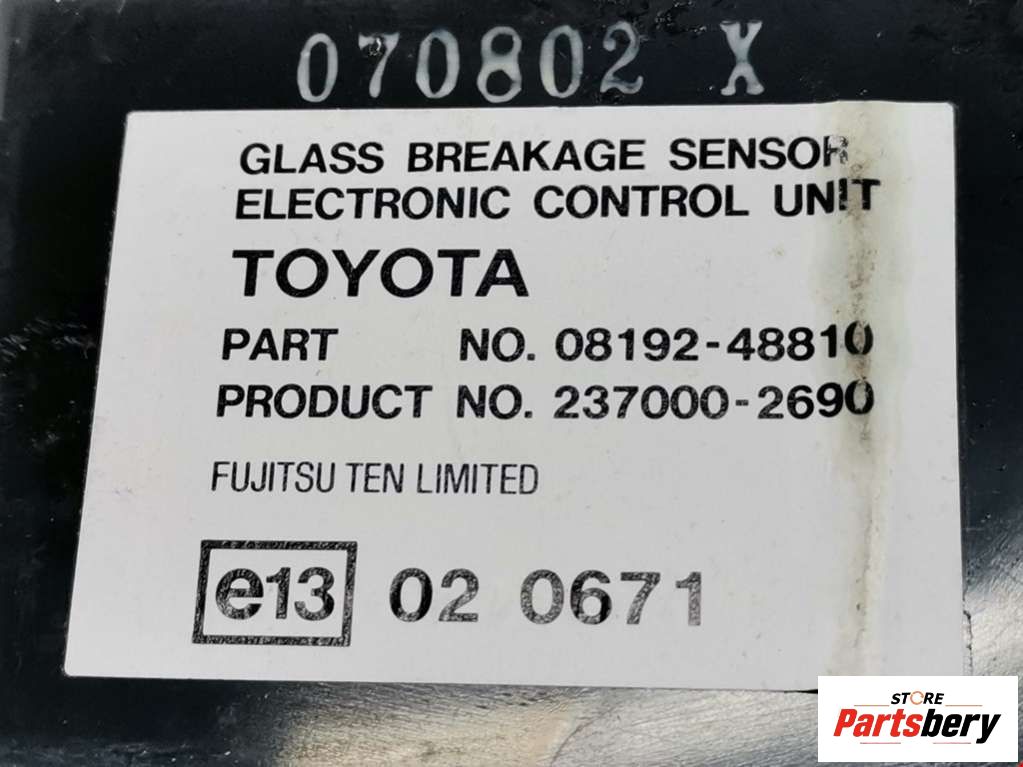 070802 X
GLASS BREAKAGE SENSOR
ELECTRONIC CONTROL UNIT
TOYOTA
PART NO. 08192-48810
PRODUCT NO. 237000-2690
FUJITSU TEN LIMITED
e13 02 0671
STORE
Partsbery